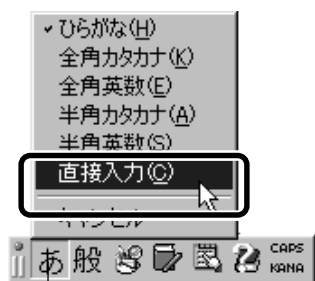 ひらがな(H)
全角カタカナ(K)
全角英数(E)
半角カタカナ(A)
半角英数(S)
直接入力(C)
キャンセル
あ 般 CAPS
KANA